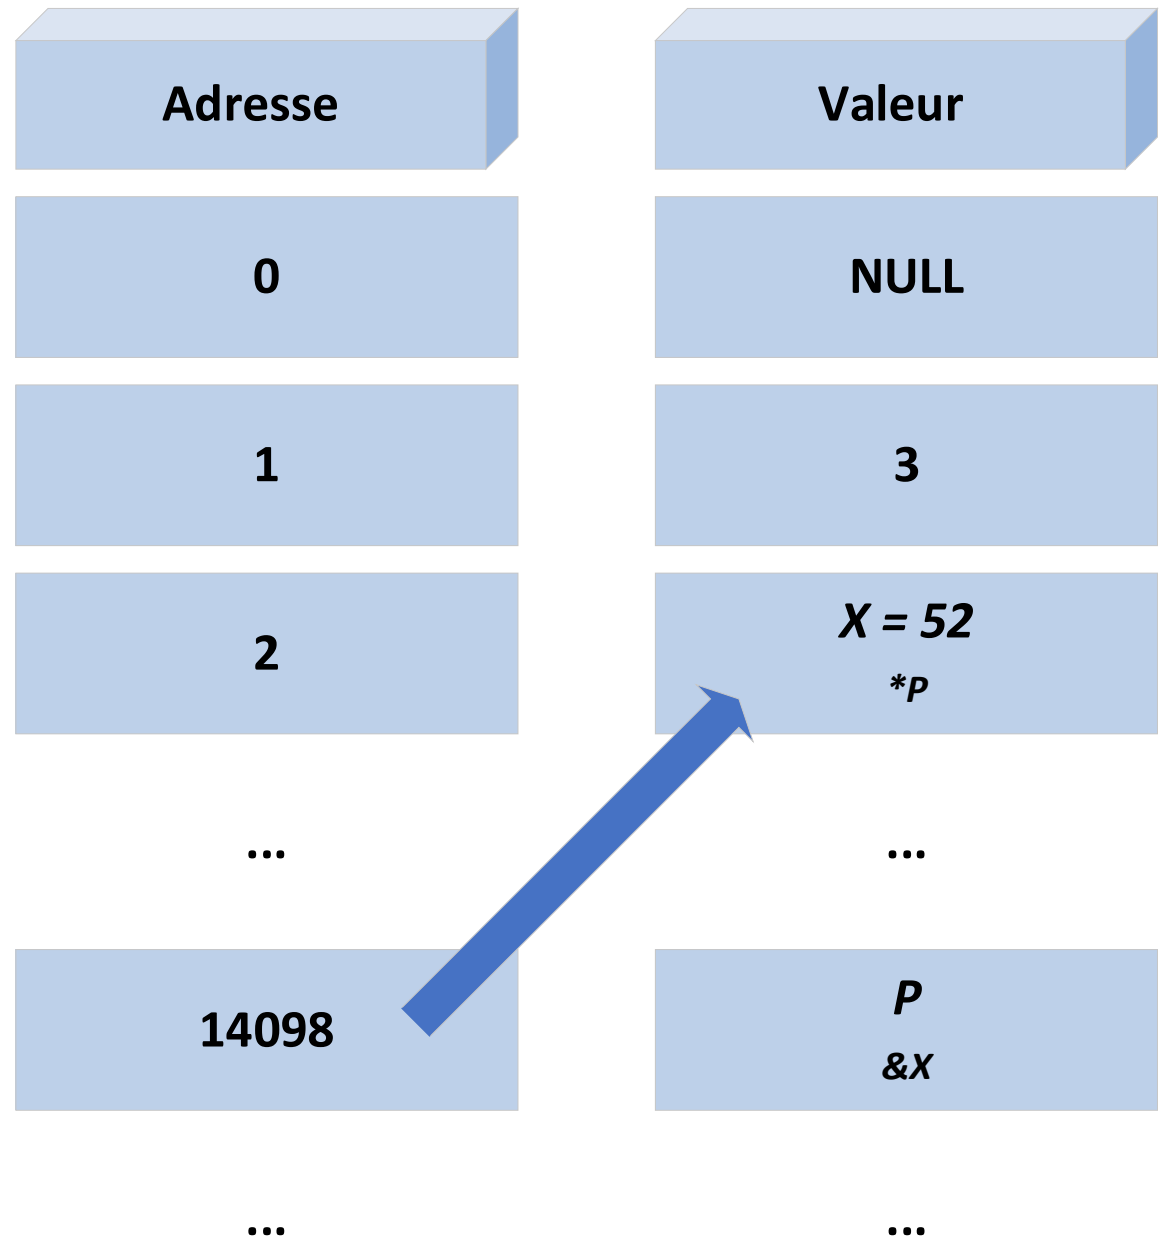 Adresse
Valeur
0
NULL
1
3
2
X = 52
*P
...
...
14098
P
&X
...
...